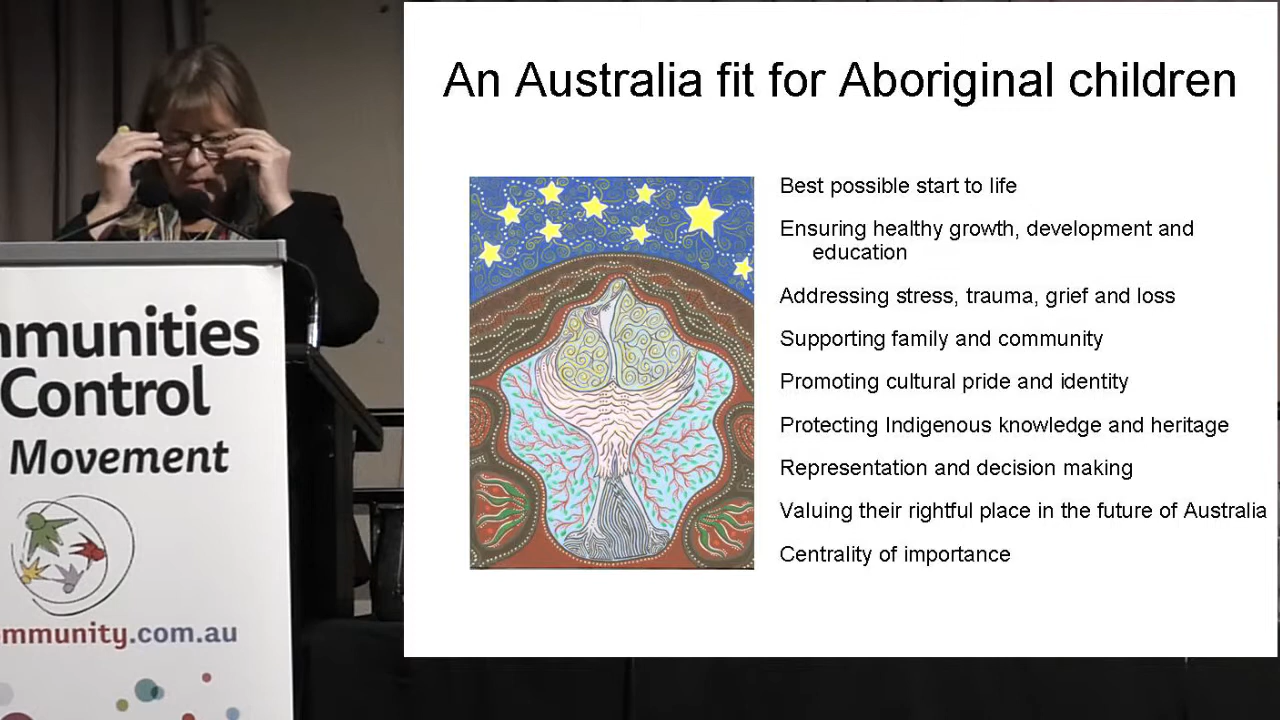 An Australia fit for Aboriginal children
Best possible start to life
Ensuring healthy growth, development and
education
Addressing stress, trauma, grief and loss
Supporting family and community
Promoting cultural pride and identity
Protecting Indigenous knowledge and heritage
Representation and decision making
Valuing their rightful place in the future of Australia
Centrality of importance
mmunities
Control
Movement
mmunity.com.au